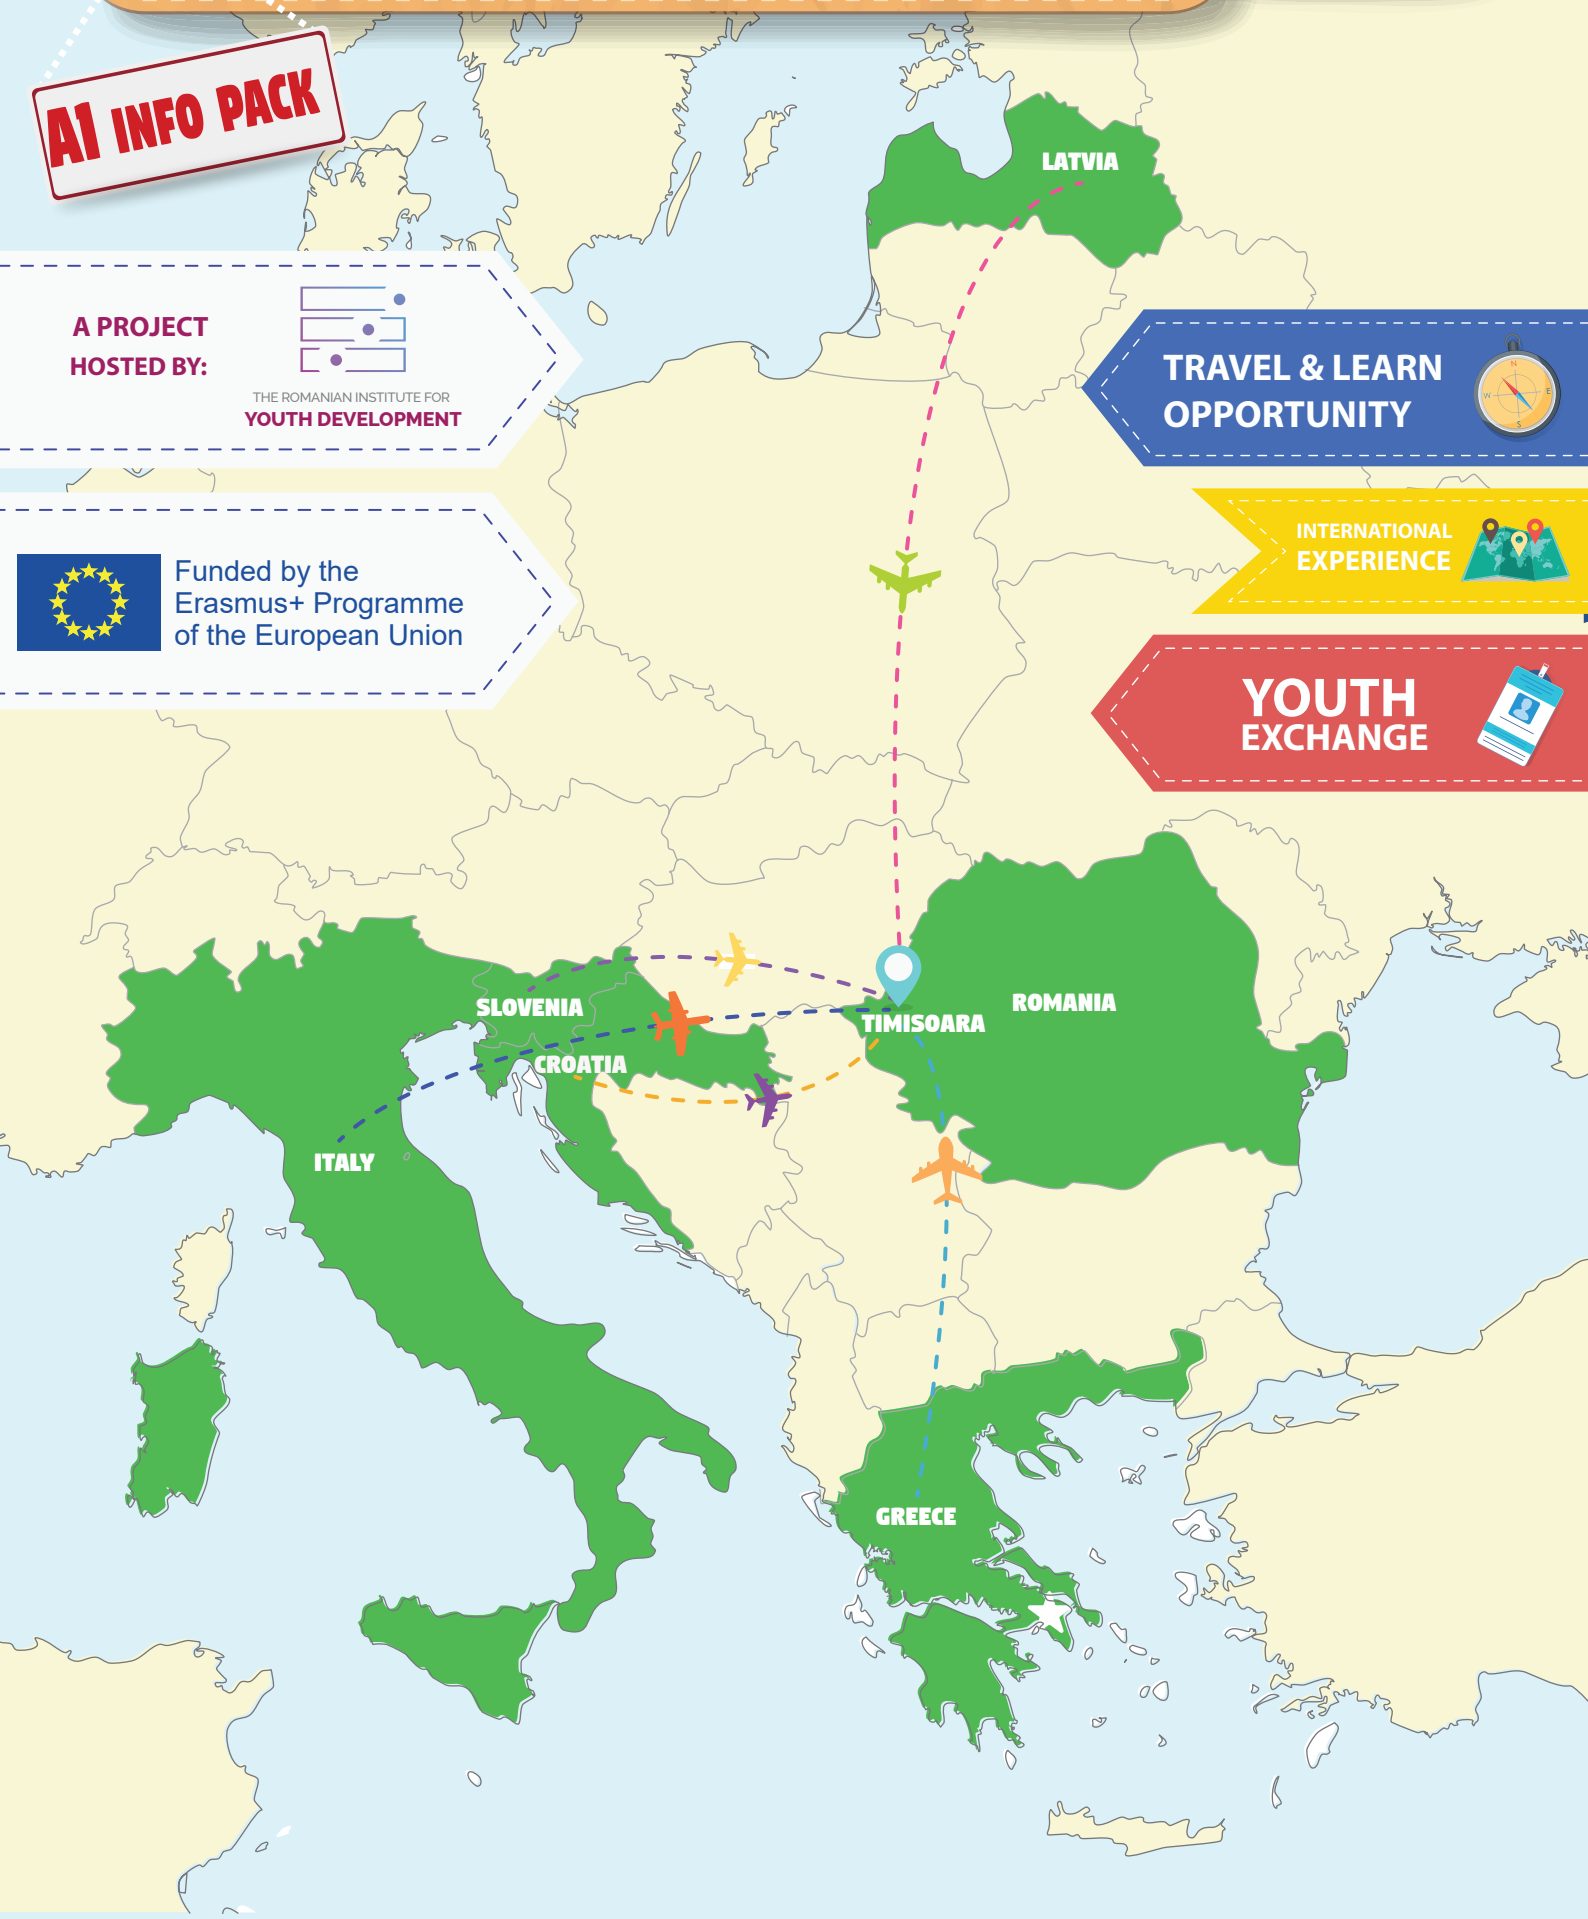 A1 INFO PACK
LATVIA
A PROJECT
HOSTED BY:
THE ROMANIAN INSTITUTE FOR
YOUTH DEVELOPMENT
TRAVEL & LEARN
OPPORTUNITY
N
W E
S
INTERNATIONAL
EXPERIENCE
Funded by the
Erasmus+ Programme
of the European Union
YOUTH
EXCHANGE
SLOVENIA
ROMANIA
TIMISOARA
CROATIA
ITALY
GREECE